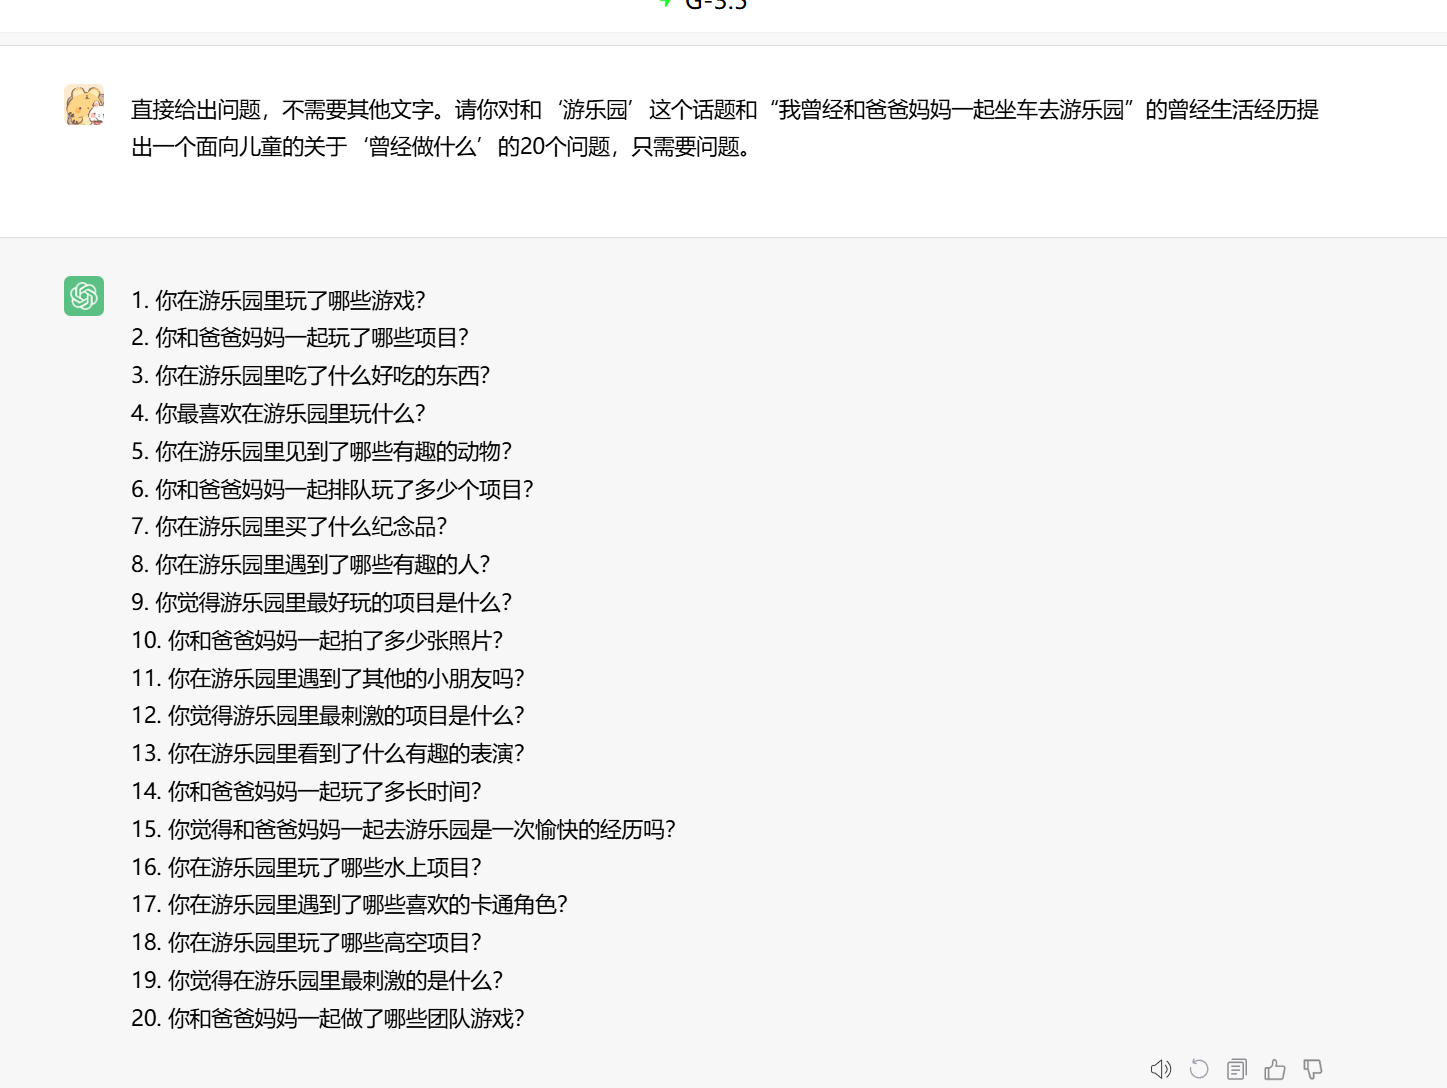 G-3.5
直接给出问题，不需要其他文字。请你对和‘游乐园’这个话题和“我曾经和爸爸妈妈一起坐车去游乐园”的曾经生活经历提
出一个面向儿童的关于‘曾经做什么’的20个问题，只需要问题。
1. 你在游乐园里玩了哪些游戏？
2. 你和爸爸妈妈一起玩了哪些项目？
3. 你在游乐园里吃了什么好吃的东西？
4. 你最喜欢在游乐园里玩什么？
5. 你在游乐园里见到了哪些有趣的动物？
6. 你和爸爸妈妈一起排队玩了多少个项目？
7. 你在游乐园里买了什么纪念品？
8. 你在游乐园里遇到了哪些有趣的人？
9. 你觉得游乐园里最好玩的项目是什么？
10. 你和爸爸妈妈一起拍了多少张照片？
11. 你在游乐园里遇到了其他的小朋友吗？
12. 你觉得游乐园里最刺激的项目是什么？
13. 你在游乐园里看到了什么有趣的表演？
14. 你和爸爸妈妈一起玩了多长时间？
15. 你觉得和爸爸妈妈一起去游乐园是一次愉快的经历吗？
16. 你在游乐园里玩了哪些水上项目？
17. 你在游乐园里遇到了哪些喜欢的卡通角色？
18. 你在游乐园里玩了哪些高空项目？
19. 你觉得在游乐园里最刺激的是什么？
20. 你和爸爸妈妈一起做了哪些团队游戏？